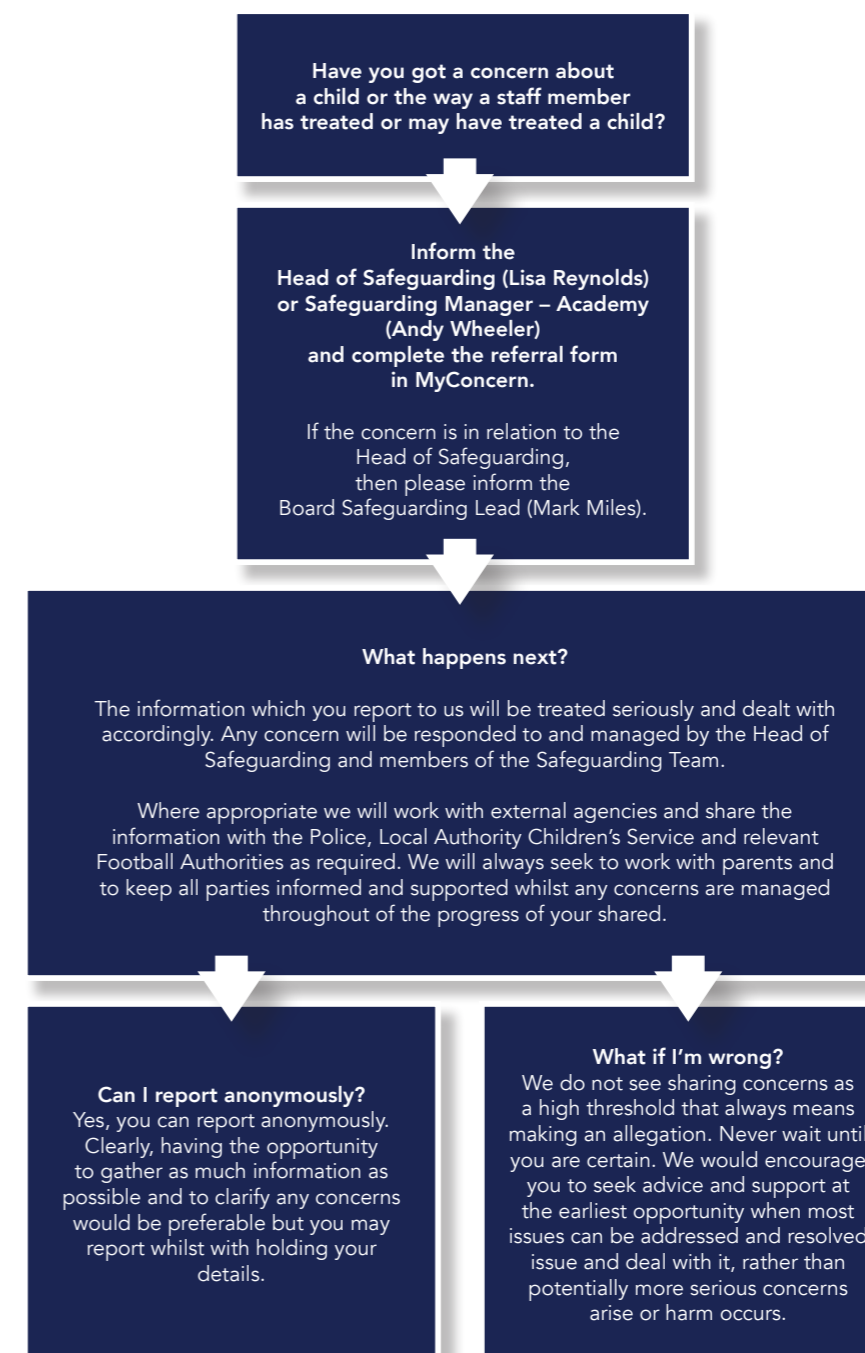 Have you got a concern about
a child or the way a staff member
has treated or may have treated a child?
Inform the
Head of Safeguarding (Lisa Reynolds)
or Safeguarding Manager – Academy
(Andy Wheeler)
and complete the referral form
in MyConcern.
If the concern is in relation to the
Head of Safeguarding,
then please inform the
Board Safeguarding Lead (Mark Miles).
What happens next?
The information which you report to us will be treated seriously and dealt with
accordingly. Any concern will be responded to and managed by the Head of
Safeguarding and members of the Safeguarding Team.
Where appropriate we will work with external agencies and share the
information with the Police, Local Authority Children’s Service and relevant
Football Authorities as required. We will always seek to work with parents and
to keep all parties informed and supported whilst any concerns are managed
throughout of the progress of your shared.
Can I report anonymously?
Yes, you can report anonymously.
Clearly, having the opportunity
to gather as much information as
possible and to clarify any concerns
would be preferable but you may
report whilst with holding your
details.
What if I’m wrong?
We do not see sharing concerns as
a high threshold that always means
making an allegation. Never wait until
you are certain. We would encourage
you to seek advice and support at
the earliest opportunity when most
issues can be addressed and resolved
issue and deal with it, rather than
potentially more serious concerns
arise or harm occurs.